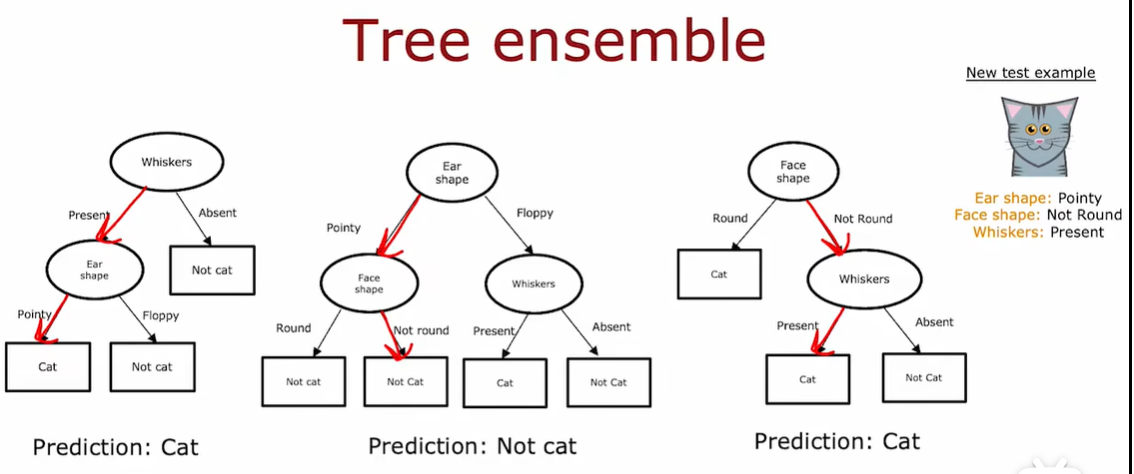 Tree ensemble
New test example
Ear shape: Pointy
Face shape: Not Round
Whiskers: Present
Whiskers
Present
Absent
Ear
shape
Not cat
Pointy
Floppy
Cat
Not cat
Prediction: Cat
Ear
shape
Pointy
Floppy
Face
shape
Whiskers
Round
Not round
Present
Absent
Not cat
Not Cat
Cat
Not Cat
Prediction: Not cat
Face
shape
Round
Not Round
Cat
Whiskers
Present
Absent
Cat
Not Cat
Prediction: Cat